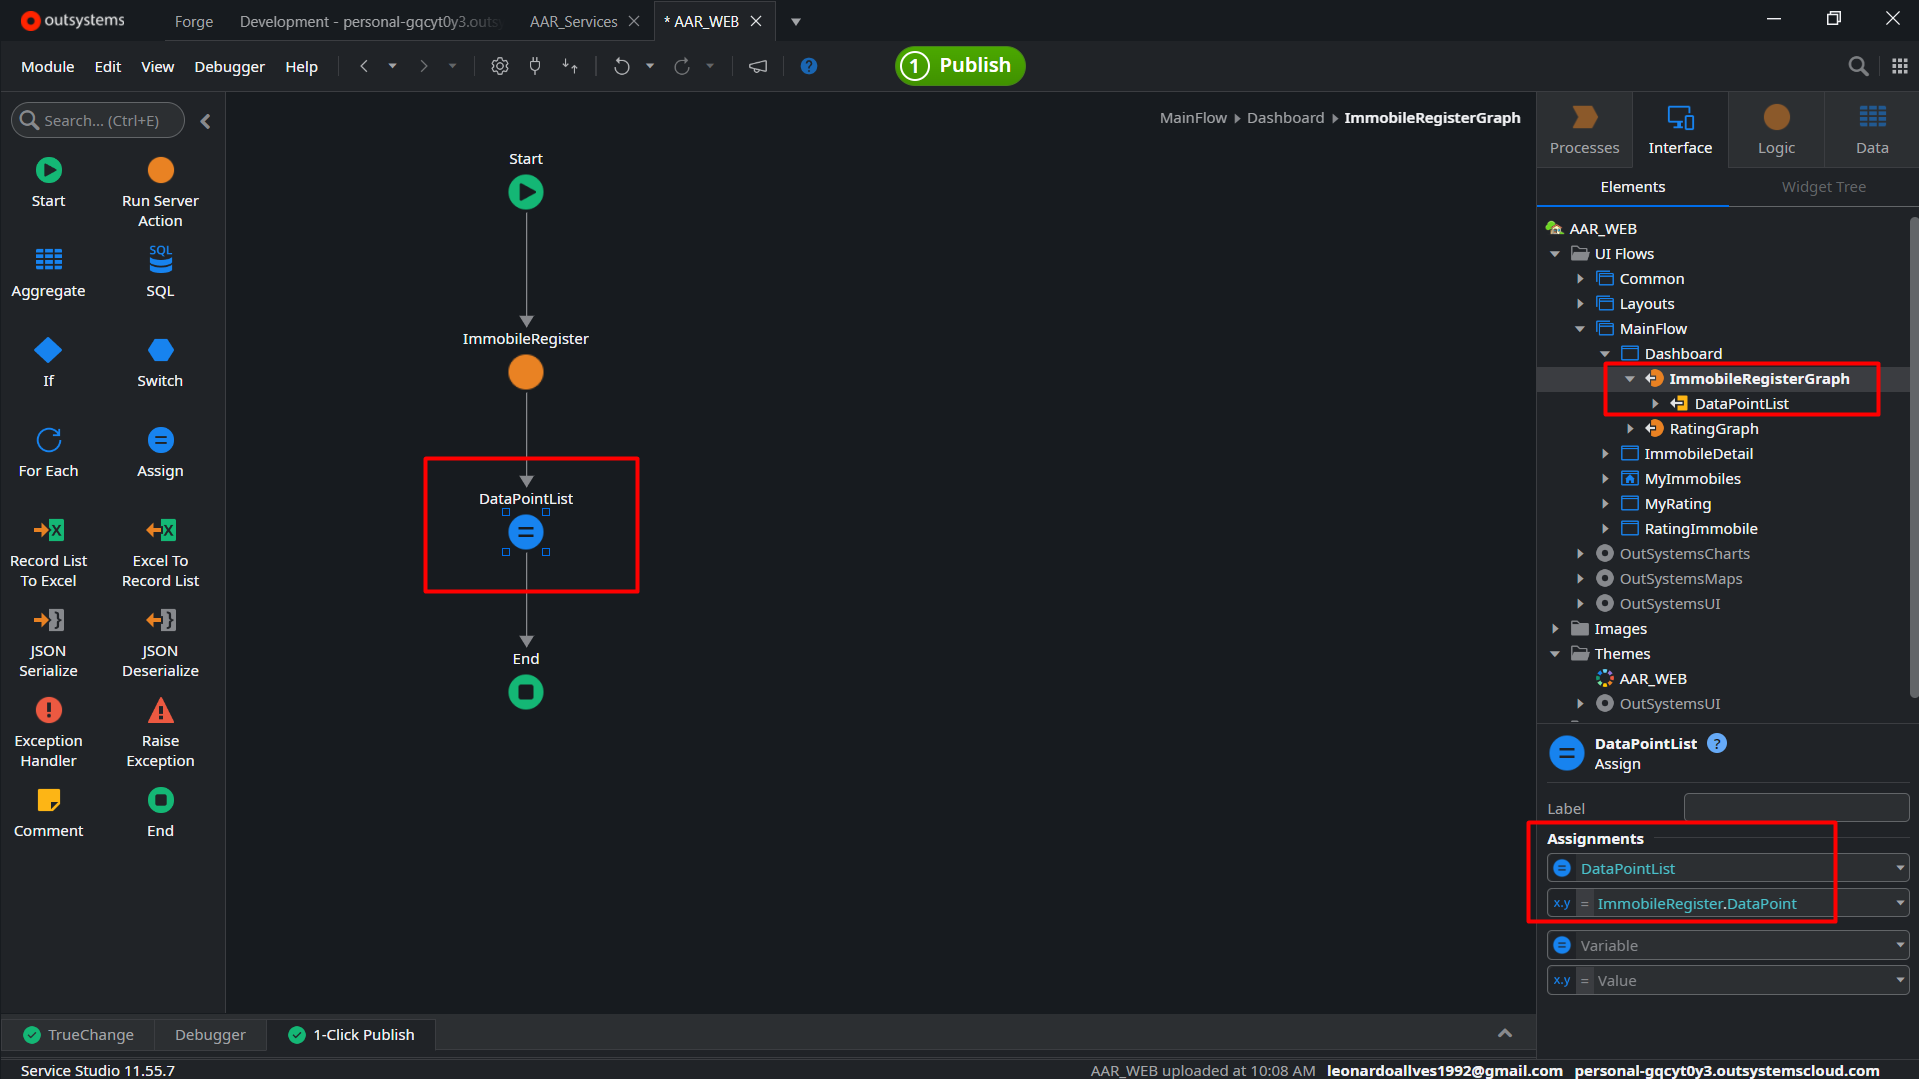 outsystems
Forge
Development - personal-gqcyt0y3.outs
AAR_Services
* AAR_WEB
Module
Edit
View
Debugger
Help
1 Publish
Search... (Ctrl+E)
Start
Run Server
Action
Aggregate
SQL
SQL
If
Switch
For Each
Assign
Record List
To Excel
Excel To
Record List
JSON
Serialize
JSON
Deserialize
Exception
Handler
Raise
Exception
Comment
End
MainFlow
Dashboard
ImmobileRegisterGraph
Start
ImmobileRegister
DataPointList
End
Processes
Interface
Logic
Data
Elements
Widget Tree
AAR_WEB
UI Flows
Common
Layouts
MainFlow
Dashboard
ImmobileRegisterGraph
DataPointList
RatingGraph
ImmobileDetail
MyImmobiles
MyRating
RatingImmobile
OutSystemsCharts
OutSystemsMaps
OutSystemsUI
Images
Themes
AAR_WEB
OutSystemsUI
DataPointList ?
Assign
Label
Assignments
DataPointList
x.y = ImmobileRegister.DataPoint
Variable
x.y = Value
TrueChange
Debugger
1-Click Publish
Service Studio 11.55.7
AAR_WEB uploaded at 10:08 AM
leonardoallves1992@gmail.com
personal-gqcyt0y3.outsystemscloud.com